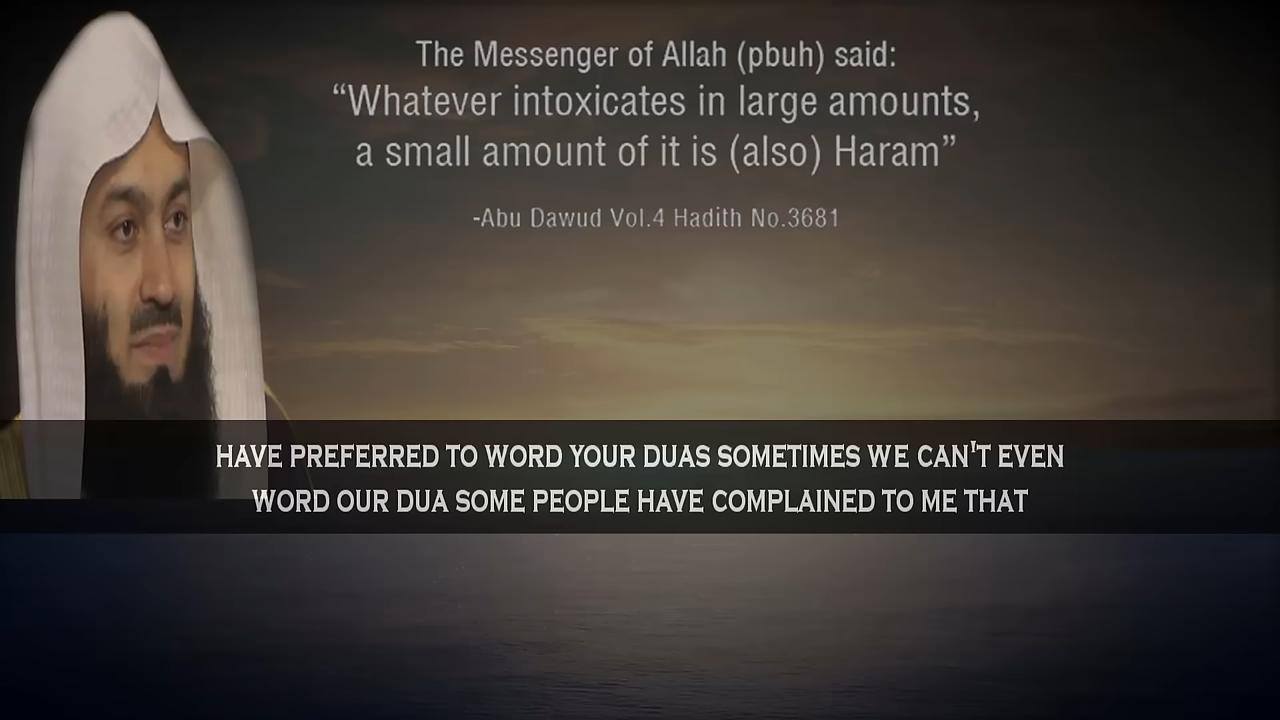 The Messenger of Allah (pbuh) said:
“Whatever intoxicates in large amounts,
a small amount of it is (also) Haram”
-Abu Dawud Vol.4 Hadith No.3681
HAVE PREFERRED TO WORD YOUR DUAS SOMETIMES WE CAN'T EVEN
WORD OUR DUA SOME PEOPLE HAVE COMPLAINED TO ME THAT